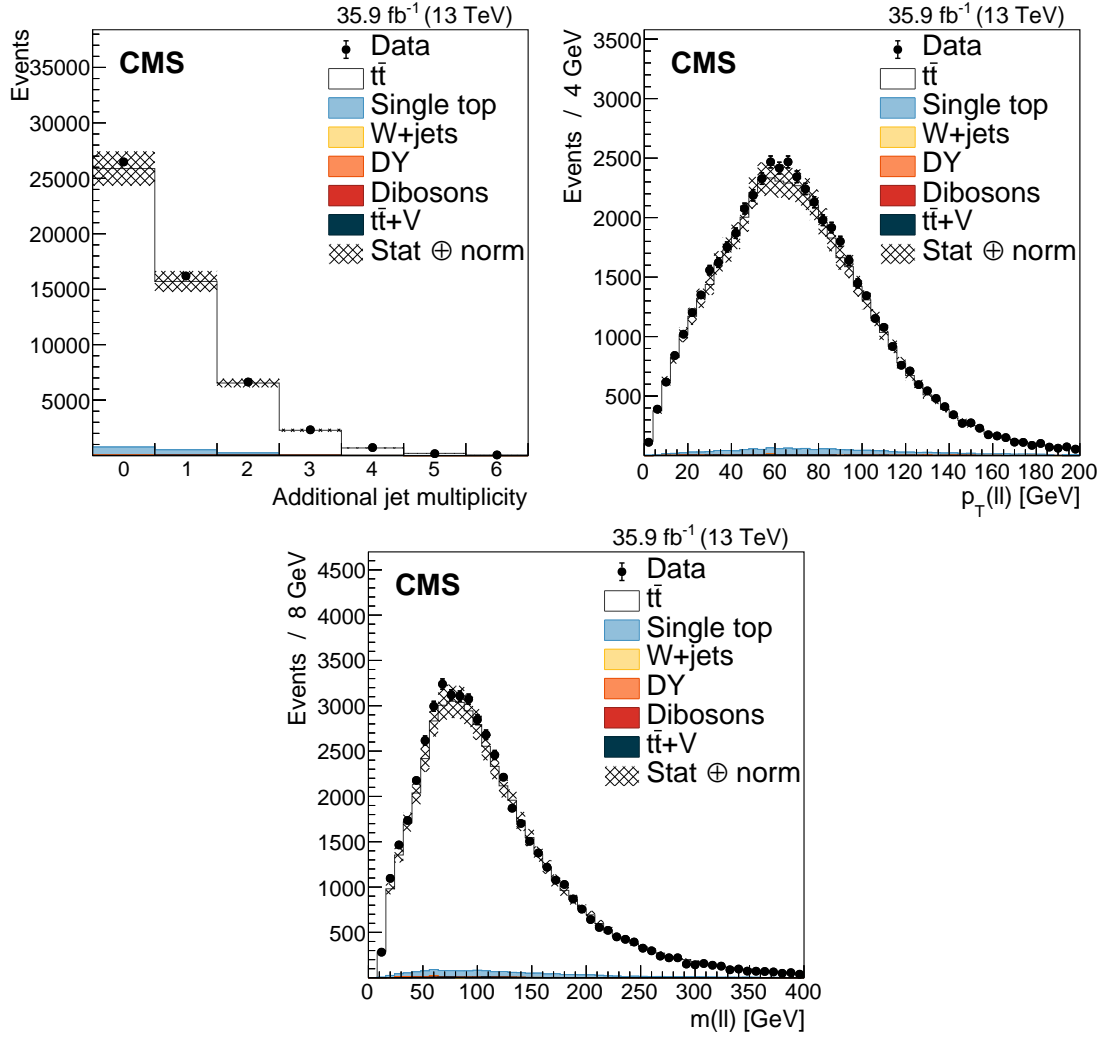 35.9 fb⁻¹ (13 TeV)
Events
CMS
Data
tt̄
Single top
W+jets
DY
Dibosons
tt̄+V
Stat ⊕ norm
35000
30000
25000
20000
15000
10000
5000
0 1 2 3 4 5 6
Additional jet multiplicity
35.9 fb⁻¹ (13 TeV)
Events / 4 GeV
CMS
Data
tt̄
Single top
W+jets
DY
Dibosons
tt̄+V
Stat ⊕ norm
3500
3000
2500
2000
1500
1000
500
0 20 40 60 80 100 120 140 160 180 200
p_T(ll) [GeV]
35.9 fb⁻¹ (13 TeV)
Events / 8 GeV
CMS
Data
tt̄
Single top
W+jets
DY
Dibosons
tt̄+V
Stat ⊕ norm
4500
4000
3500
3000
2500
2000
1500
1000
500
0 50 100 150 200 250 300 350 400
m(ll) [GeV]